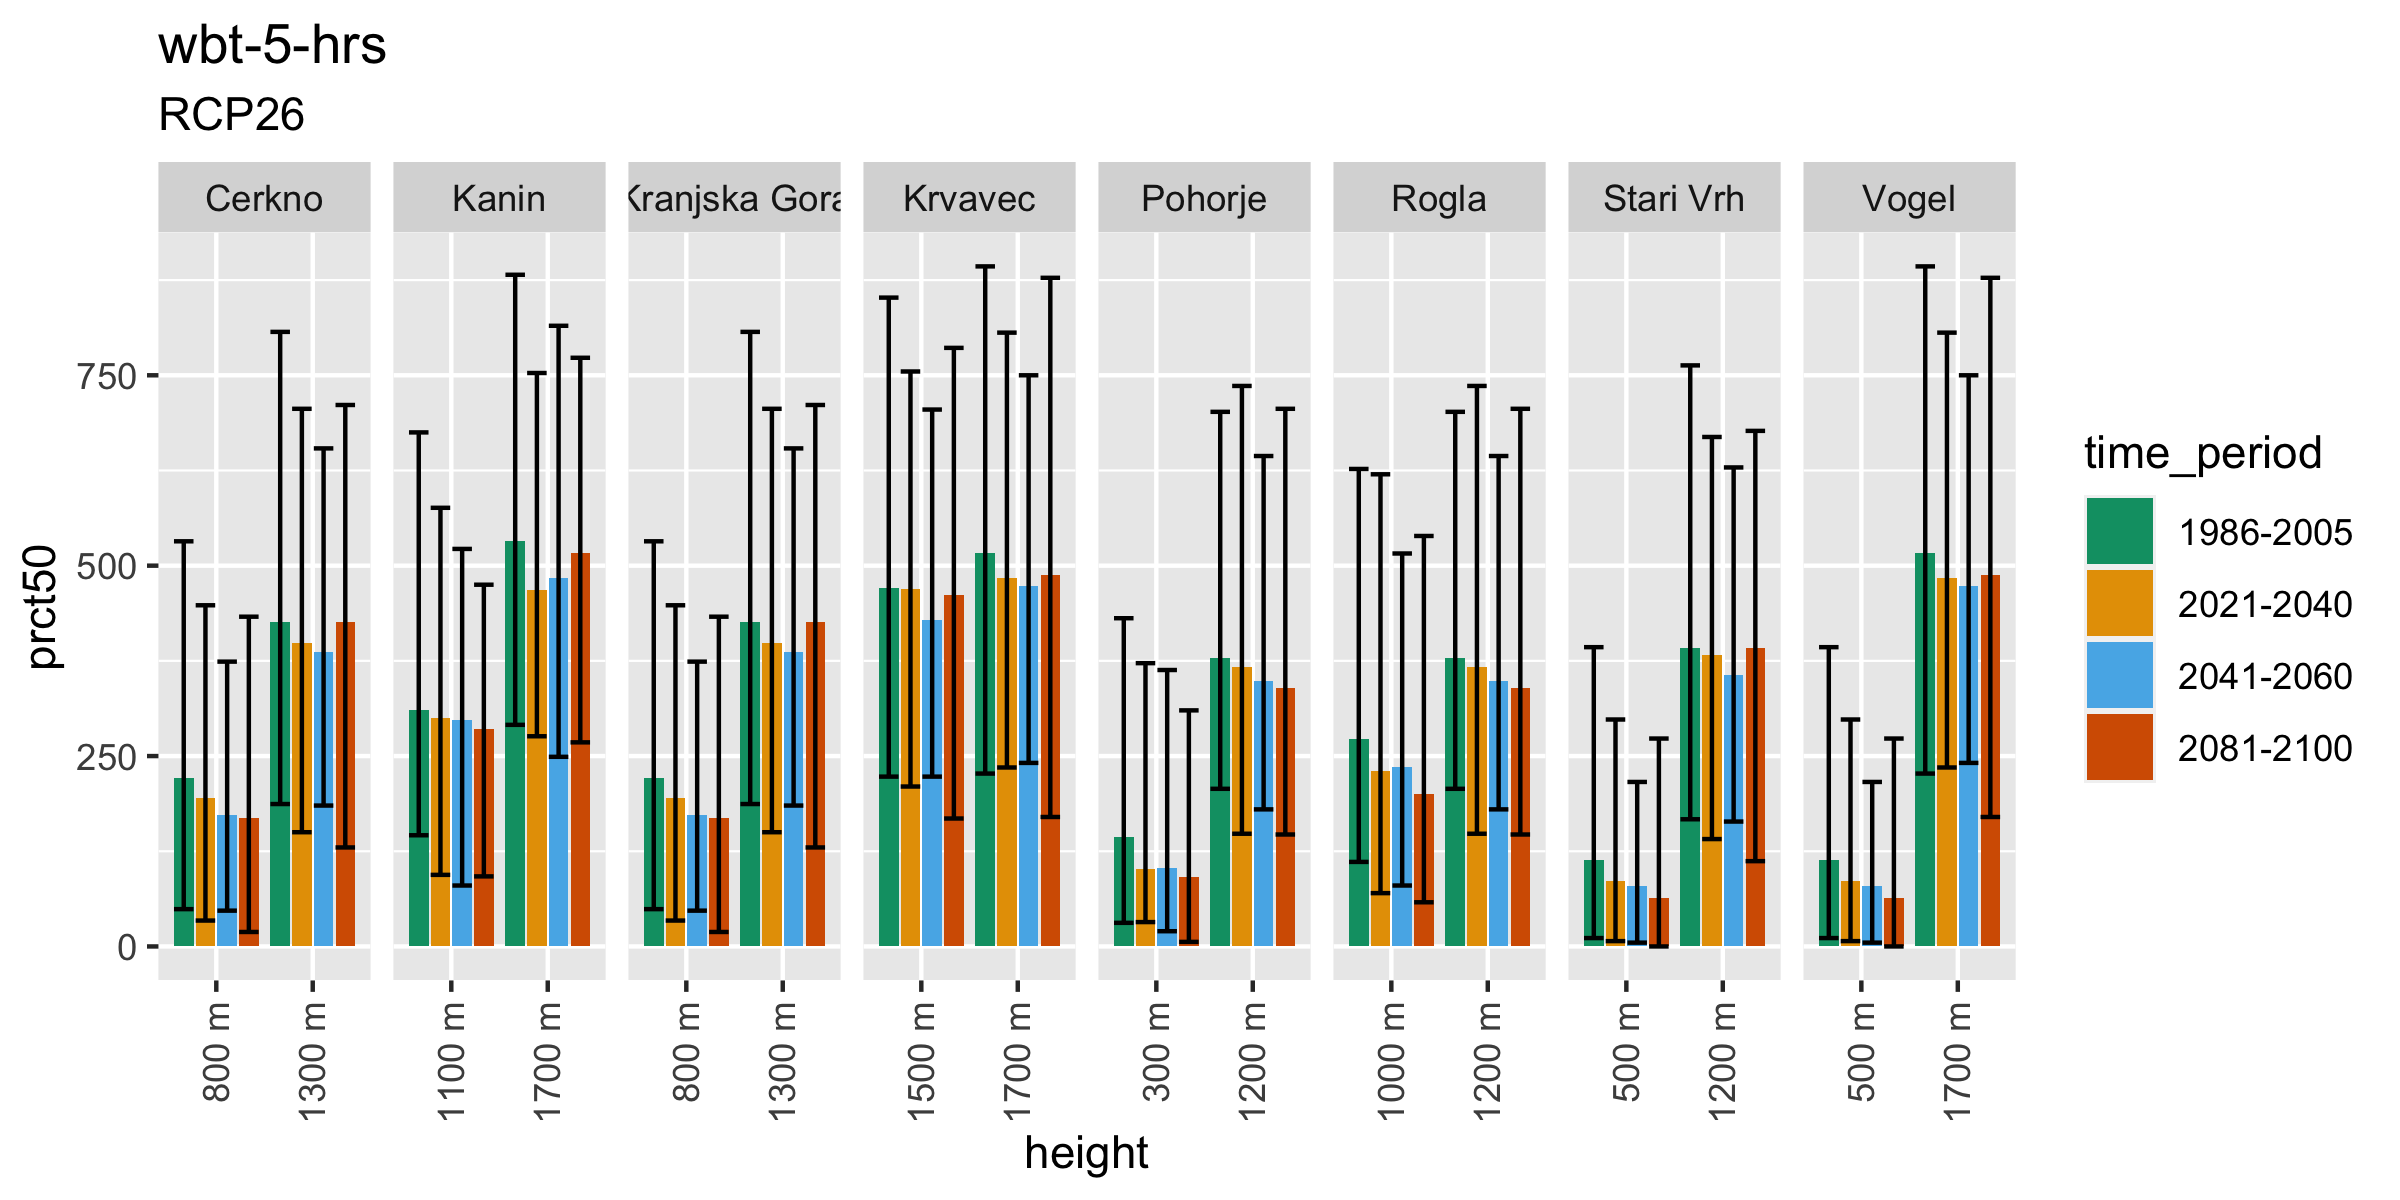 wbt-5-hrs
RCP26
Cerkno Kanin Kranjska Gora Krvavec Pohorje Rogla Stari Vrh Vogel
prct50
750
500
250
0
800 m 1300 m 1100 m 1700 m 800 m 1300 m 1500 m 1700 m 300 m 1200 m 1000 m 1200 m 500 m 1200 m 500 m 1700 m
height
time_period
1986-2005
2021-2040
2041-2060
2081-2100